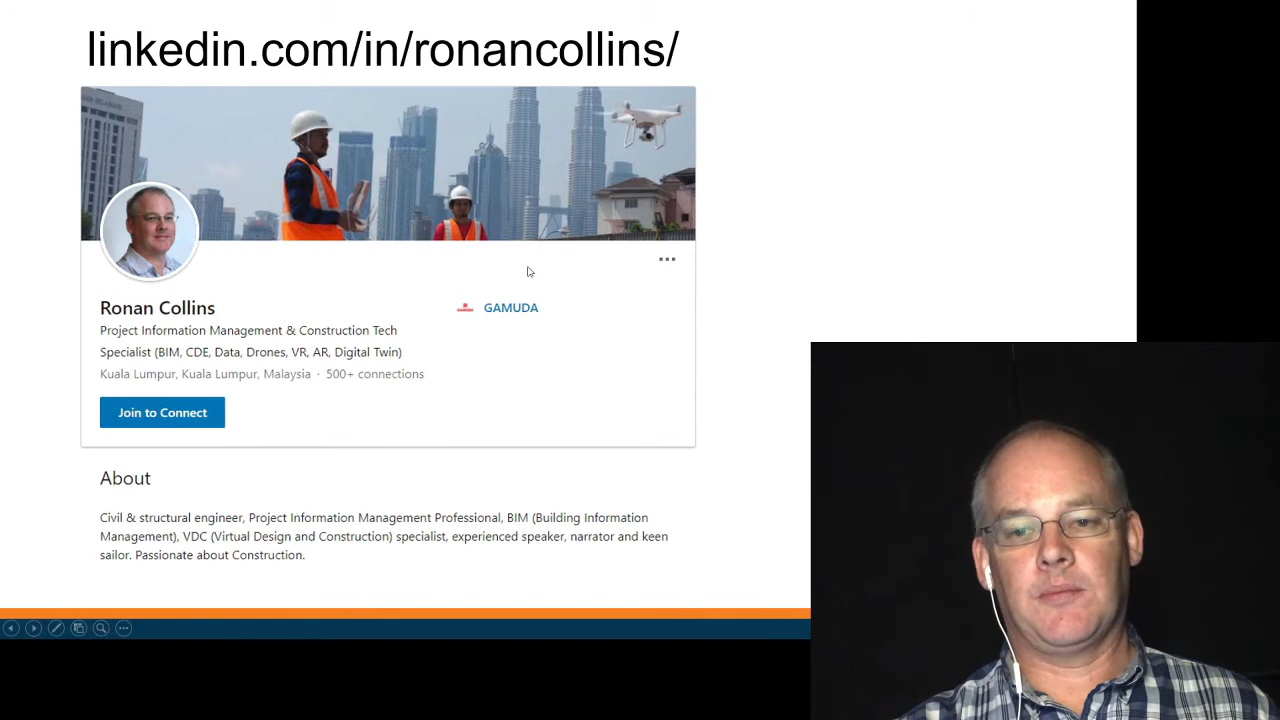 linkedin.com/in/ronancollins/
Ronan Collins
GAMUDA
Project Information Management & Construction Tech
Specialist (BIM, CDE, Data, Drones, VR, AR, Digital Twin)
Kuala Lumpur, Kuala Lumpur, Malaysia · 500+ connections
Join to Connect
About
Civil & structural engineer, Project Information Management Professional, BIM (Building Information
Management), VDC (Virtual Design and Construction) specialist, experienced speaker, narrator and keen
sailor. Passionate about Construction.